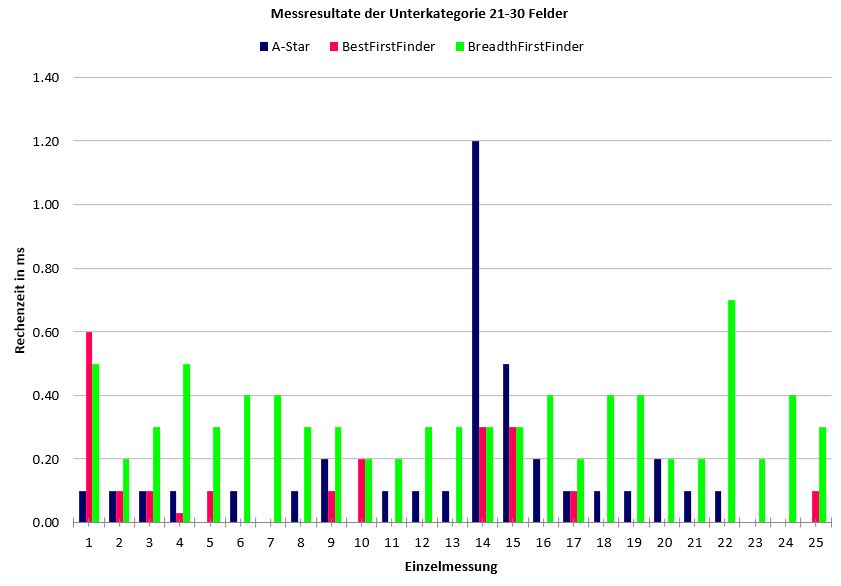 Messresultate der Unterkategorie 21-30 Felder
A-Star BestFirstFinder BreadthFirstFinder
1.40
1.20
1.00
0.80
0.60
0.40
0.20
0.00
Rechenzeit in ms
1 2 3 4 5 6 7 8 9 10 11 12 13 14 15 16 17 18 19 20 21 22 23 24 25
Einzelmessung